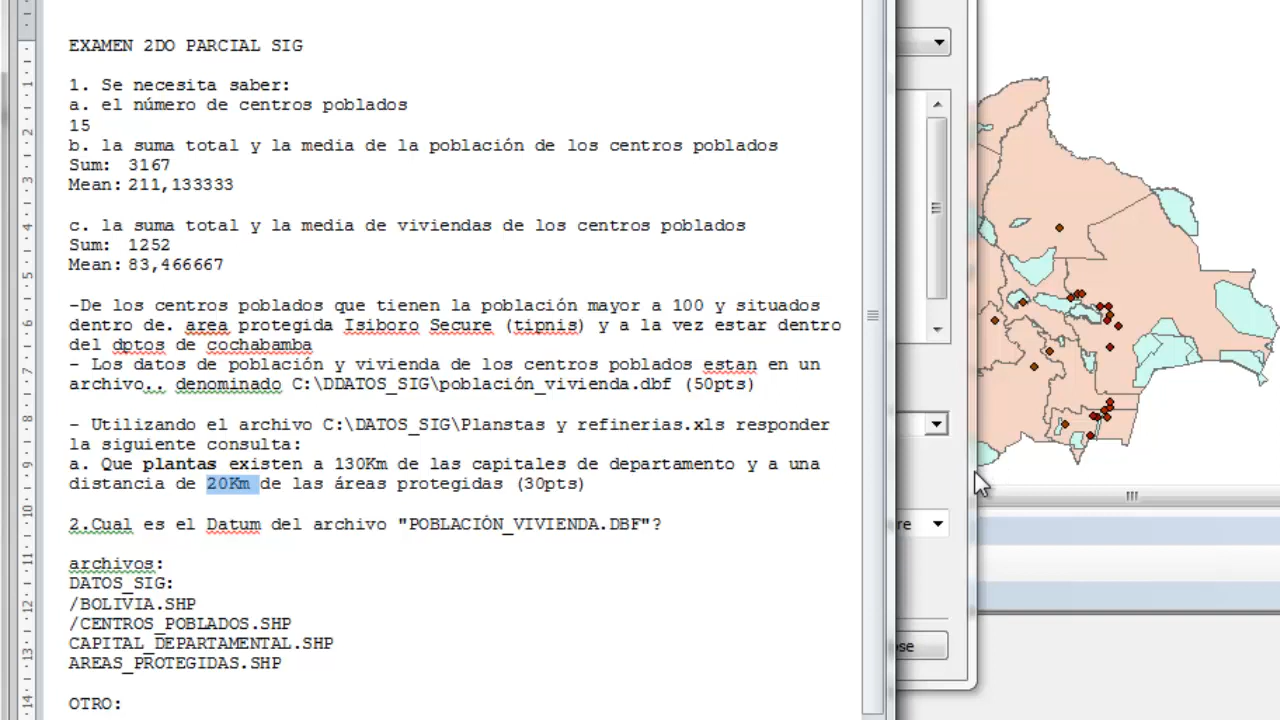 EXAMEN 2DO PARCIAL SIG
1. Se necesita saber:
a. el número de centros poblados
15
b. la suma total y la media de la población de los centros poblados
Sum: 3167
Mean: 211,133333
c. la suma total y la media de viviendas de los centros poblados
Sum: 1252
Mean: 83,466667
-De los centros poblados que tienen la población mayor a 100 y situados
dentro de. area protegida Isiboro Secure (tipnis) y a la vez estar dentro
del dptos de cochabamba
- Los datos de población y vivienda de los centros poblados estan en un
archivo.. denominado C:\DDATOS_SIG\población_vivienda.dbf (50pts)
- Utilizando el archivo C:\DATOS_SIG\Planstas y refinerias.xls responder
la siguiente consulta:
a. Que plantas existen a 130Km de las capitales de departamento y a una
distancia de 20Km de las áreas protegidas (30pts)
2.Cual es el Datum del archivo "POBLACIÓN_VIVIENDA.DBF"?
archivos:
DATOS_SIG:
/BOLIVIA.SHP
/CENTROS_POBLADOS.SHP
CAPITAL_DEPARTAMENTAL.SHP
AREAS_PROTEGIDAS.SHP
OTRO: